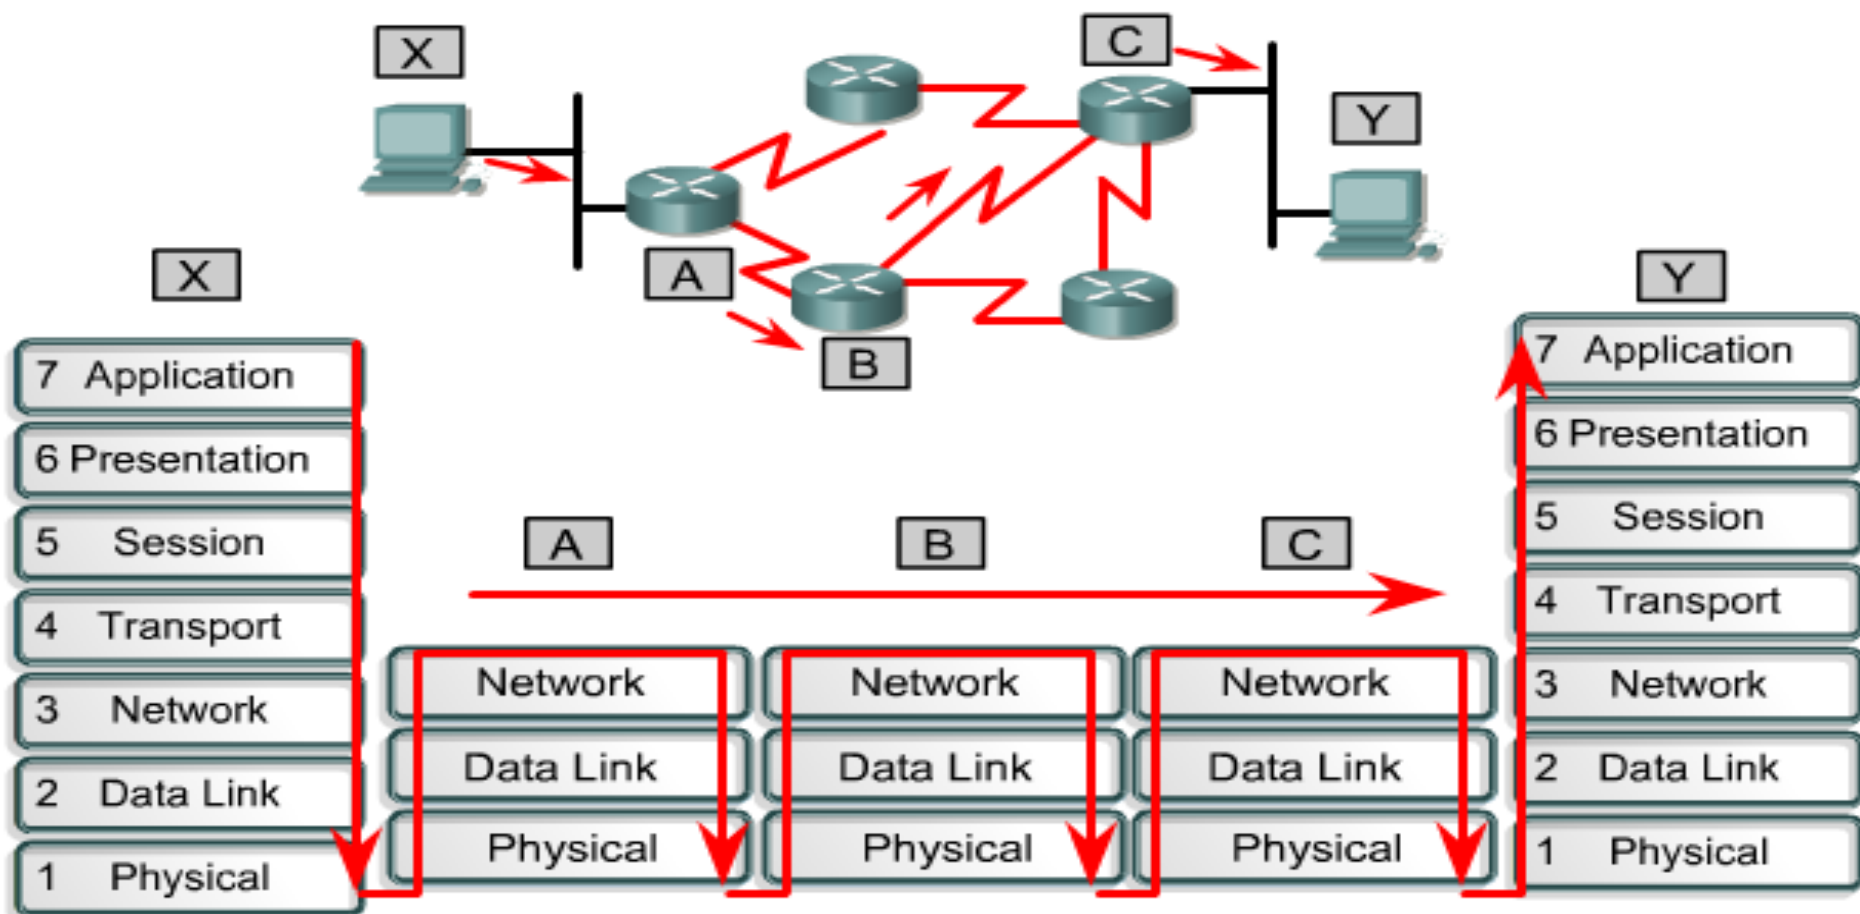 X
C
Y
A
B
X
7 Application
6 Presentation
5 Session
4 Transport
3 Network
2 Data Link
1 Physical
A
Network
Data Link
Physical
B
Network
Data Link
Physical
C
Network
Data Link
Physical
Y
7 Application
6 Presentation
5 Session
4 Transport
3 Network
2 Data Link
1 Physical